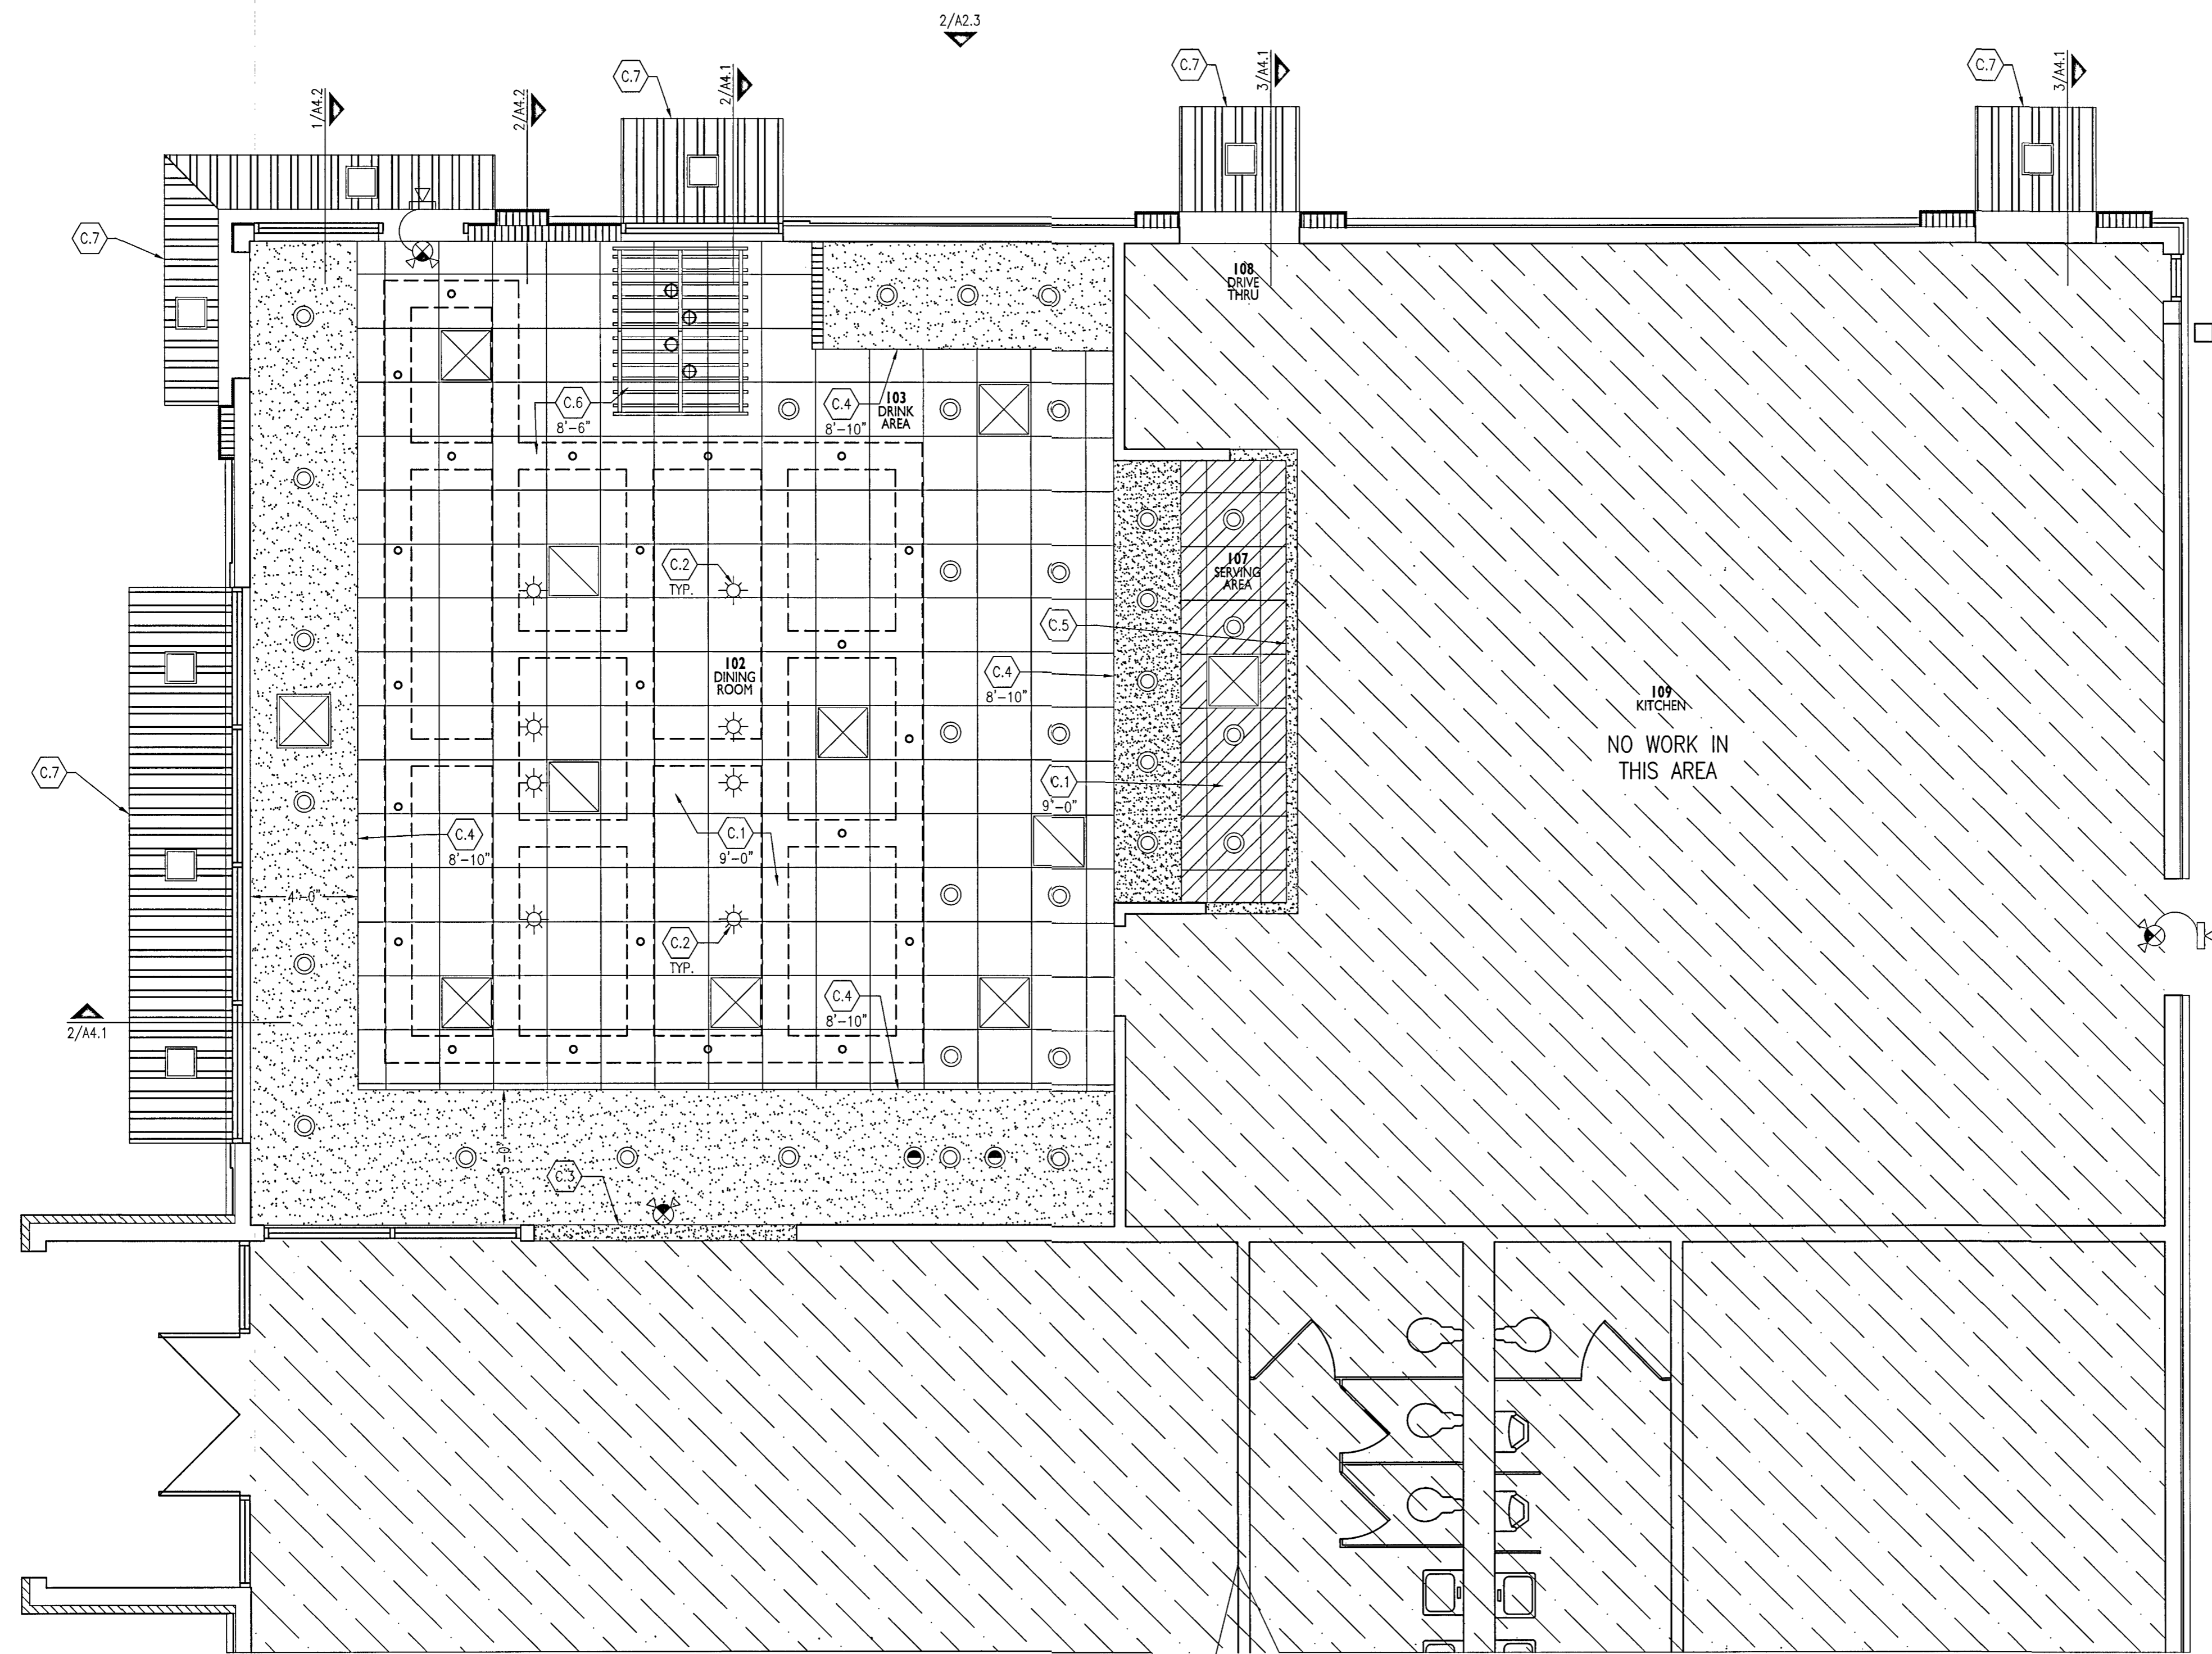 2/A2.3
C.7
2/A4.1
C.7
3/A4.1
C.7
3/A4.1
1/A4.2
2/A4.2
C.7
108
DRIVE
THRU
C.6
8'-6"
C.4
8'-10"
103
DRINK
AREA
C.2
TYP.
107
SERVING
AREA
C.5
102
DINING
ROOM
C.4
8'-10"
109
KITCHEN
NO WORK IN
THIS AREA
C.7
C.1
9'-0"
C.4
8'-10"
C.1
9'-0"
4'-0"
C.2
TYP.
C.4
8'-10"
2/A4.1
5'-0"
C.3